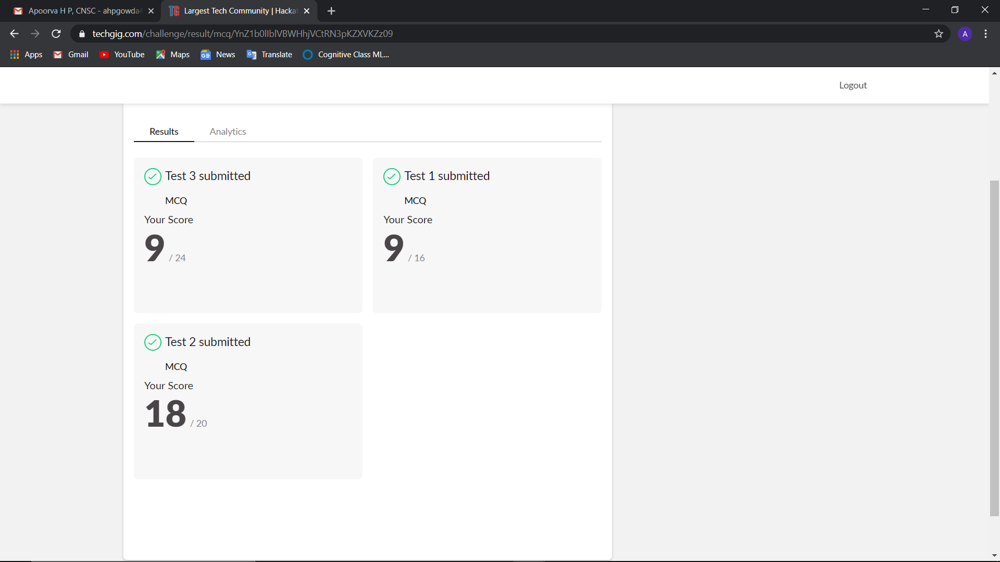 Apoorva H P, CNSC - ahpgowda4
Largest Tech Community | Hacka
techgig.com/challenge/result/mcq/YnZ1b0lIblVBWHhjVCtRN3pKZXVKZz09
A
Apps
Gmail
YouTube
Maps
News
Translate
Cognitive Class ML...
Logout
Results
Analytics
Test 3 submitted
MCQ
Your Score
9 / 24
Test 1 submitted
MCQ
Your Score
9 / 16
Test 2 submitted
MCQ
Your Score
18 / 20